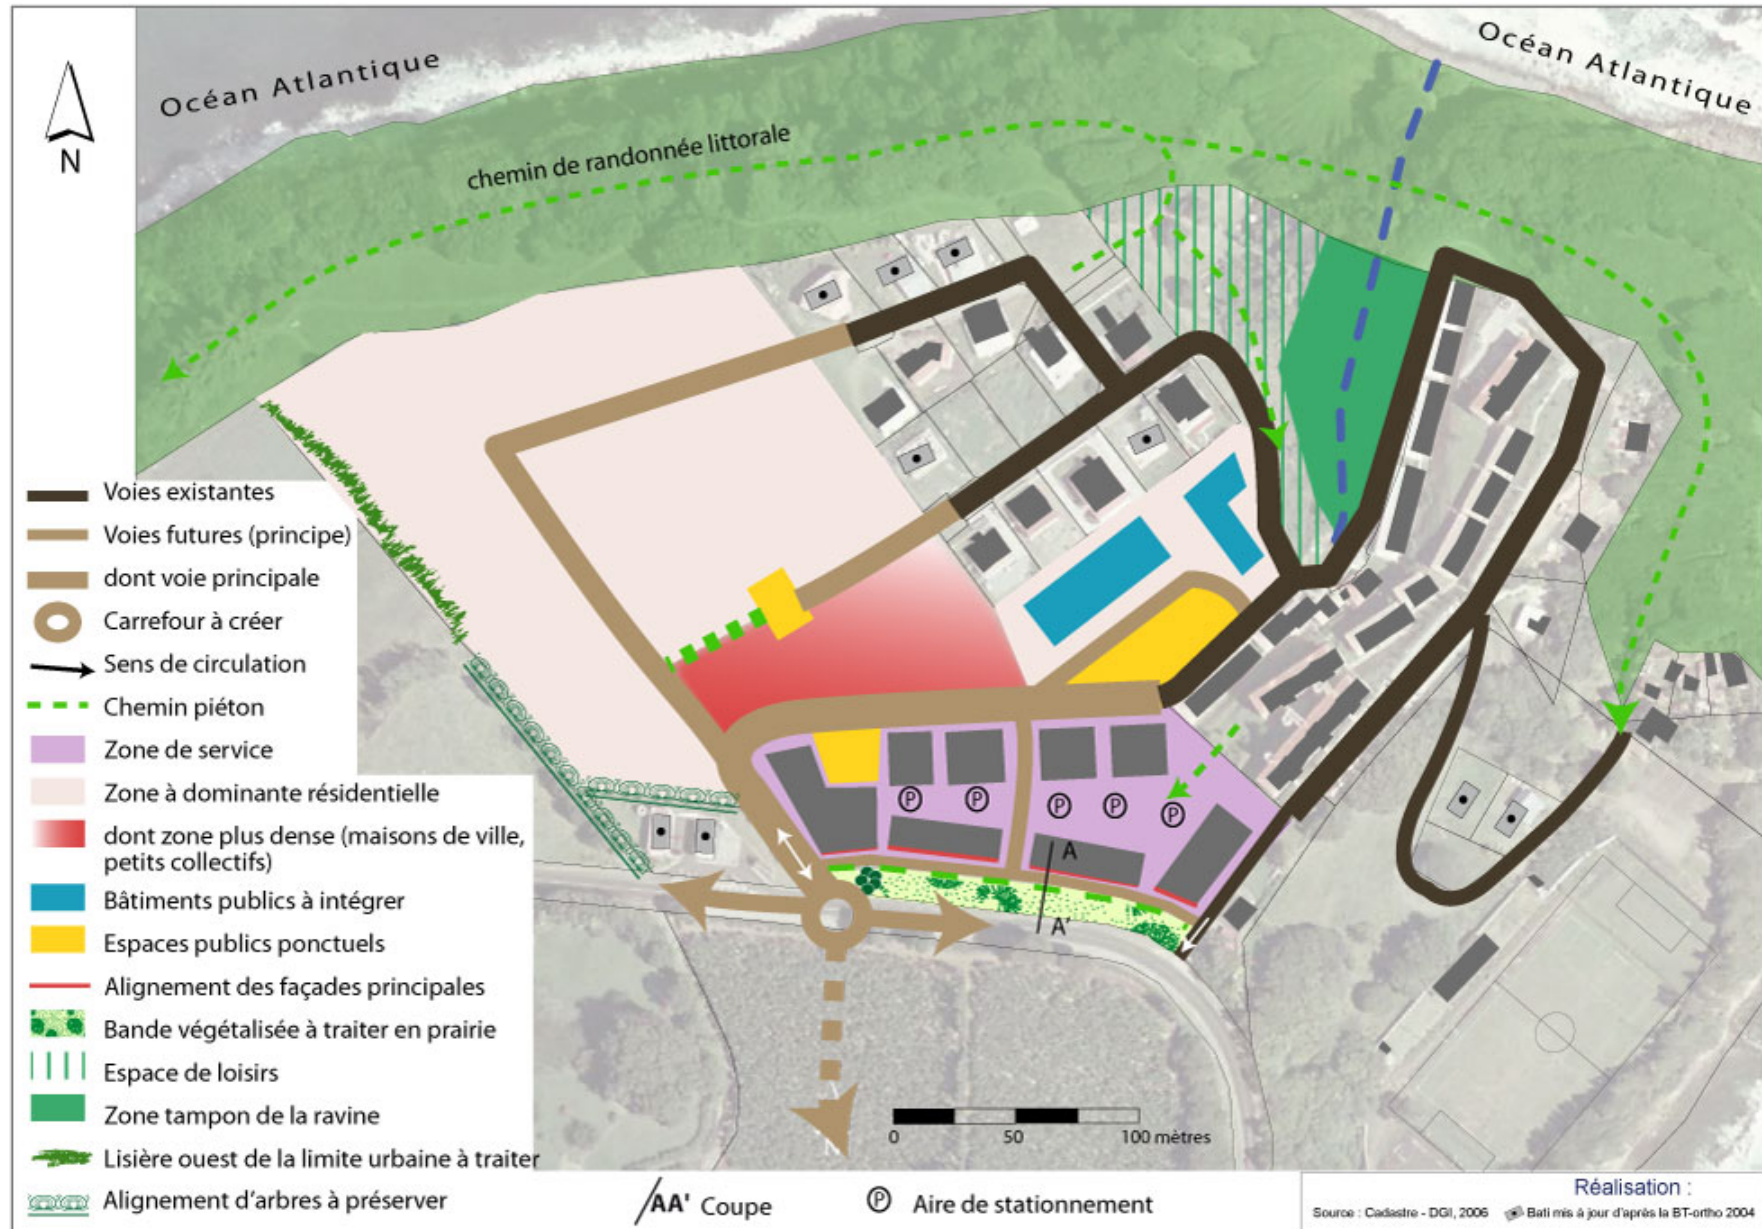 Océan Atlantique
Océan Atlantique
N
chemin de randonnée littorale
Voies existantes
Voies futures (principe)
dont voie principale
Carrefour à créer
Sens de circulation
Chemin piéton
Zone de service
Zone à dominante résidentielle
dont zone plus dense (maisons de ville,
petits collectifs)
Bâtiments publics à intégrer
Espaces publics ponctuels
Alignement des façades principales
Bande végétalisée à traiter en prairie
Espace de loisirs
Zone tampon de la ravine
Lisière ouest de la limite urbaine à traiter
Alignement d'arbres à préserver
P P P P P
A
A'
0 50 100 mètres
AA' Coupe
P Aire de stationnement
Réalisation :
Source : Cadastre - DGI, 2006 Bati mis à jour d'après la BT-ortho 2004